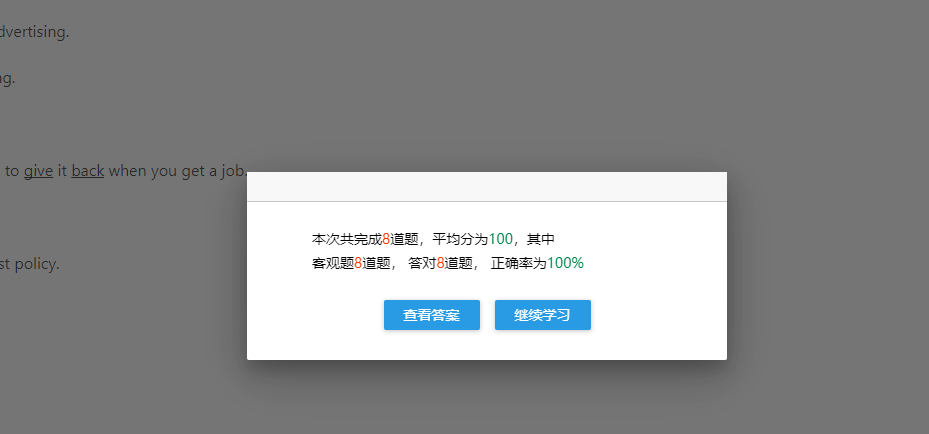 dvertising.
ng.
to give it back when you get a job.
st policy.
本次共完成8道题，平均分为100，其中
客观题8道题， 答对8道题， 正确率为100%
查看答案
继续学习